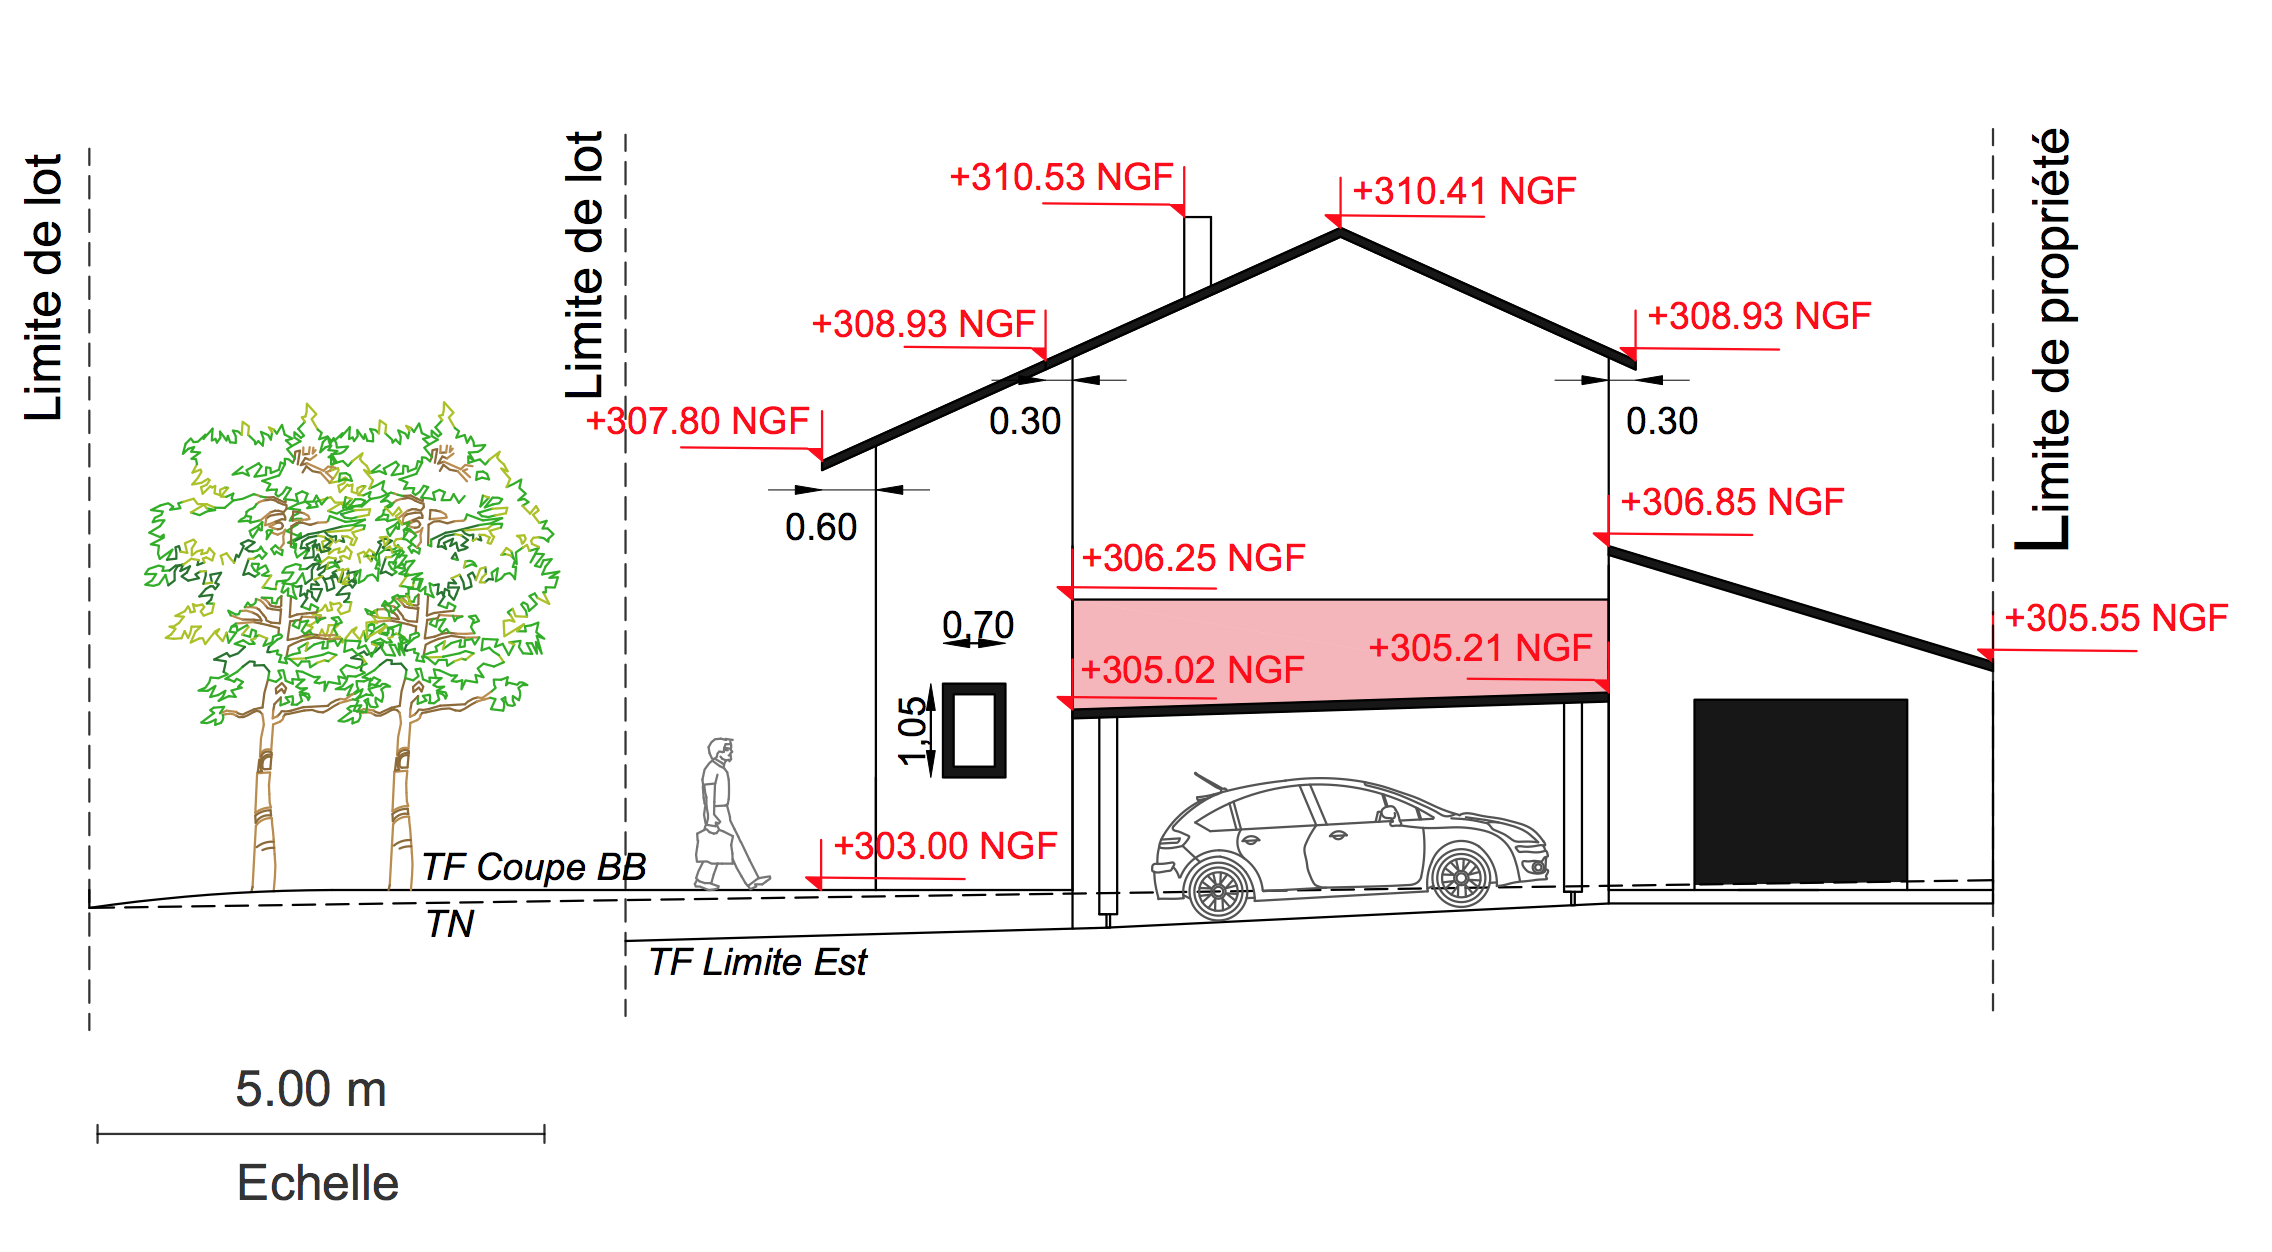 Limite de lot
Limite de lot
Limite de propriété
+310.53 NGF
+310.41 NGF
+308.93 NGF
+308.93 NGF
+307.80 NGF
0.30
0.30
+306.85 NGF
0.60
+306.25 NGF
0,70
+305.55 NGF
+305.21 NGF
+305.02 NGF
1,05
+303.00 NGF
TF Coupe BB
TN
TF Limite Est
5.00 m
Echelle